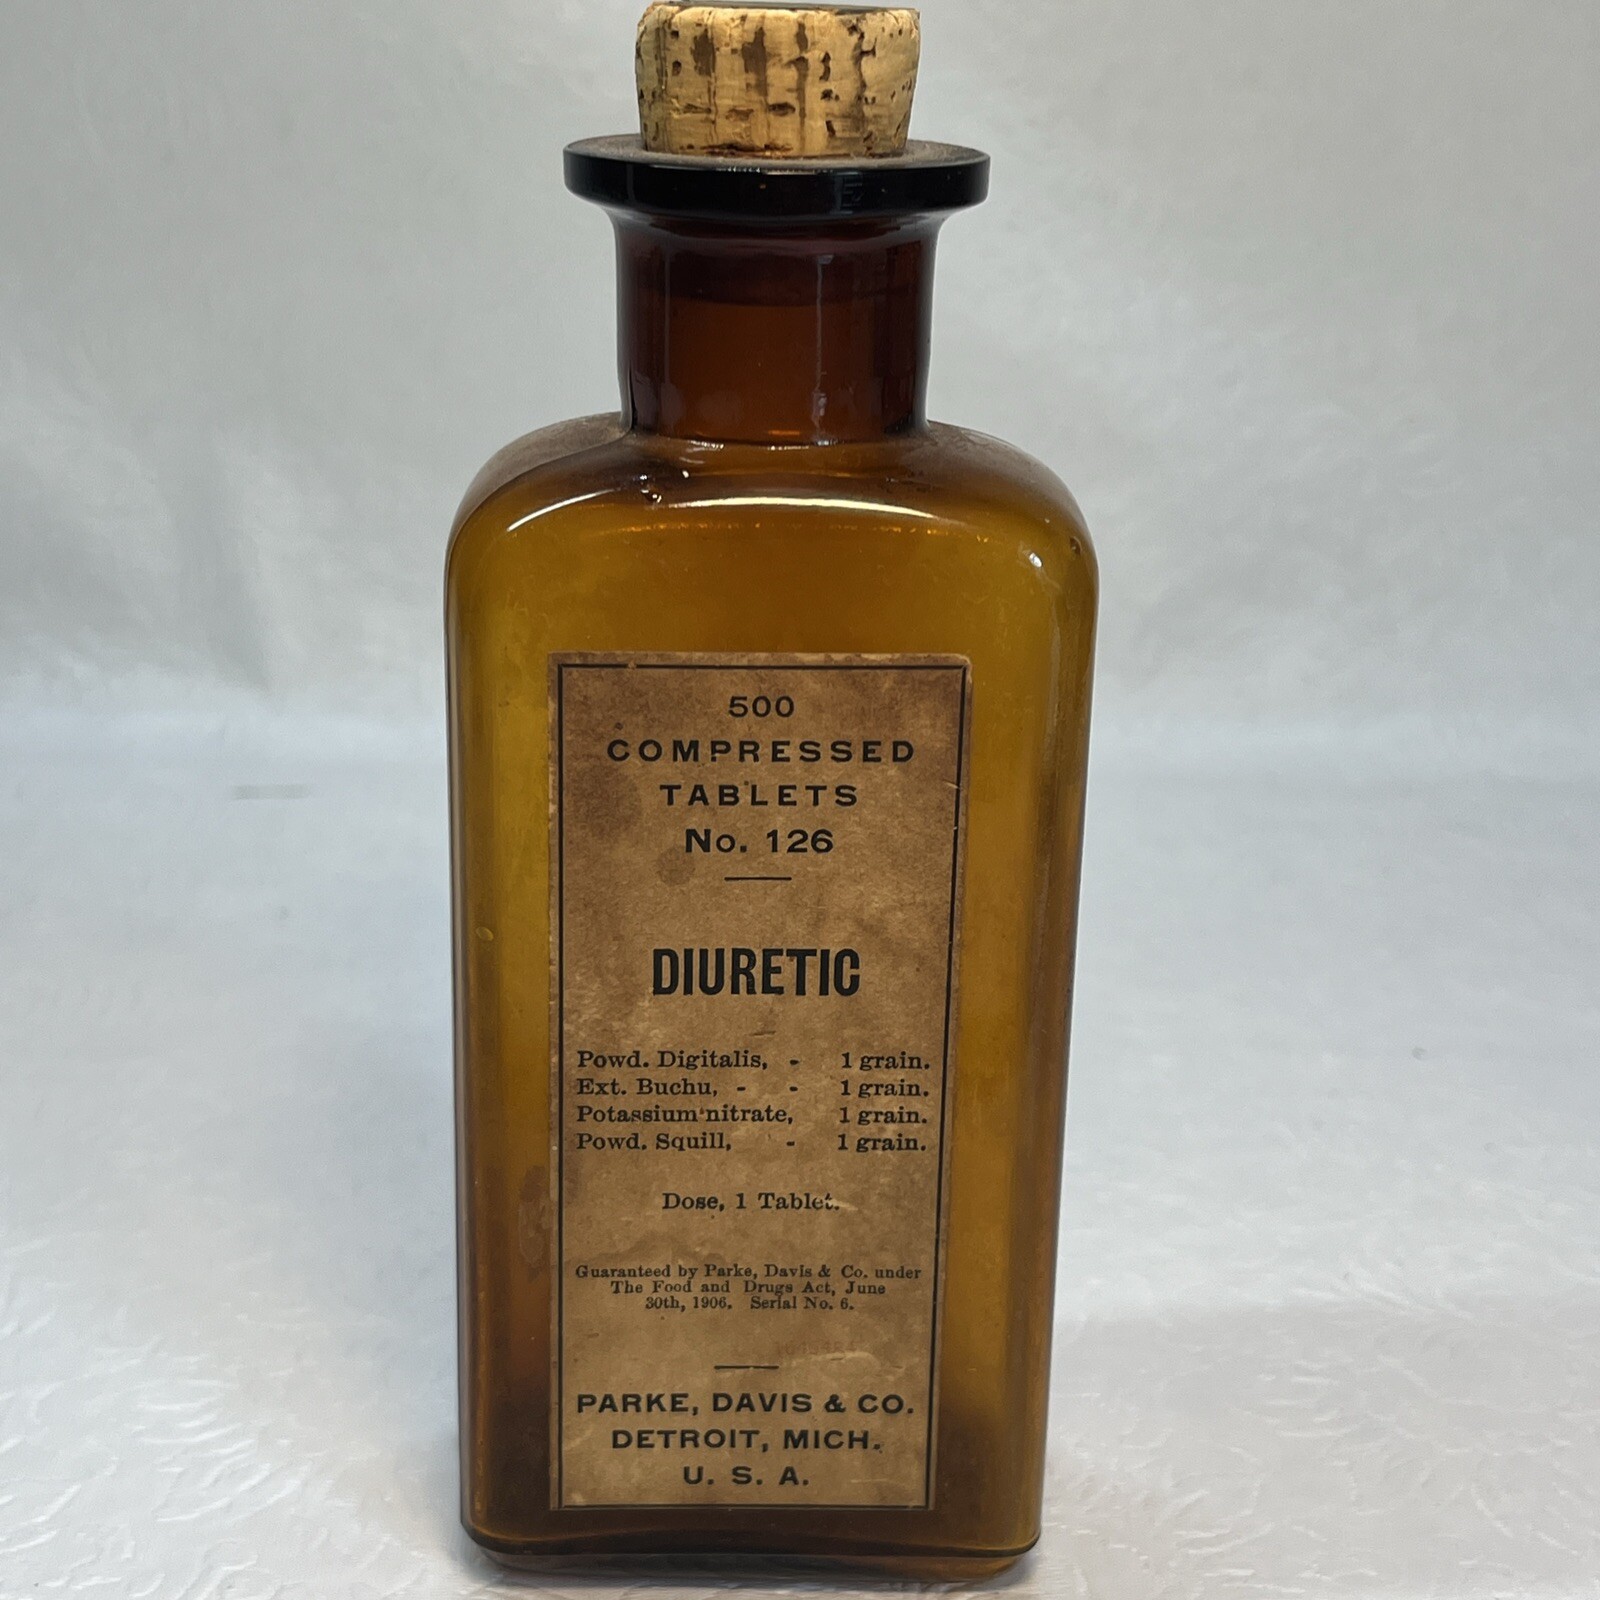 500
COMPRESSED
TABLETS
No. 126
DIURETIC
Powd. Digitalis, - 1 grain.
Ext. Buchu, - - 1 grain.
Potassium nitrate, 1 grain.
Powd. Squill, - 1 grain.
Dose, 1 Tablet.
Guaranteed by Parke, Davis & Co. under
The Food and Drugs Act, June
30th, 1906. Serial No. 6.
PARKE, DAVIS & CO.
DETROIT, MICH.
U. S. A.